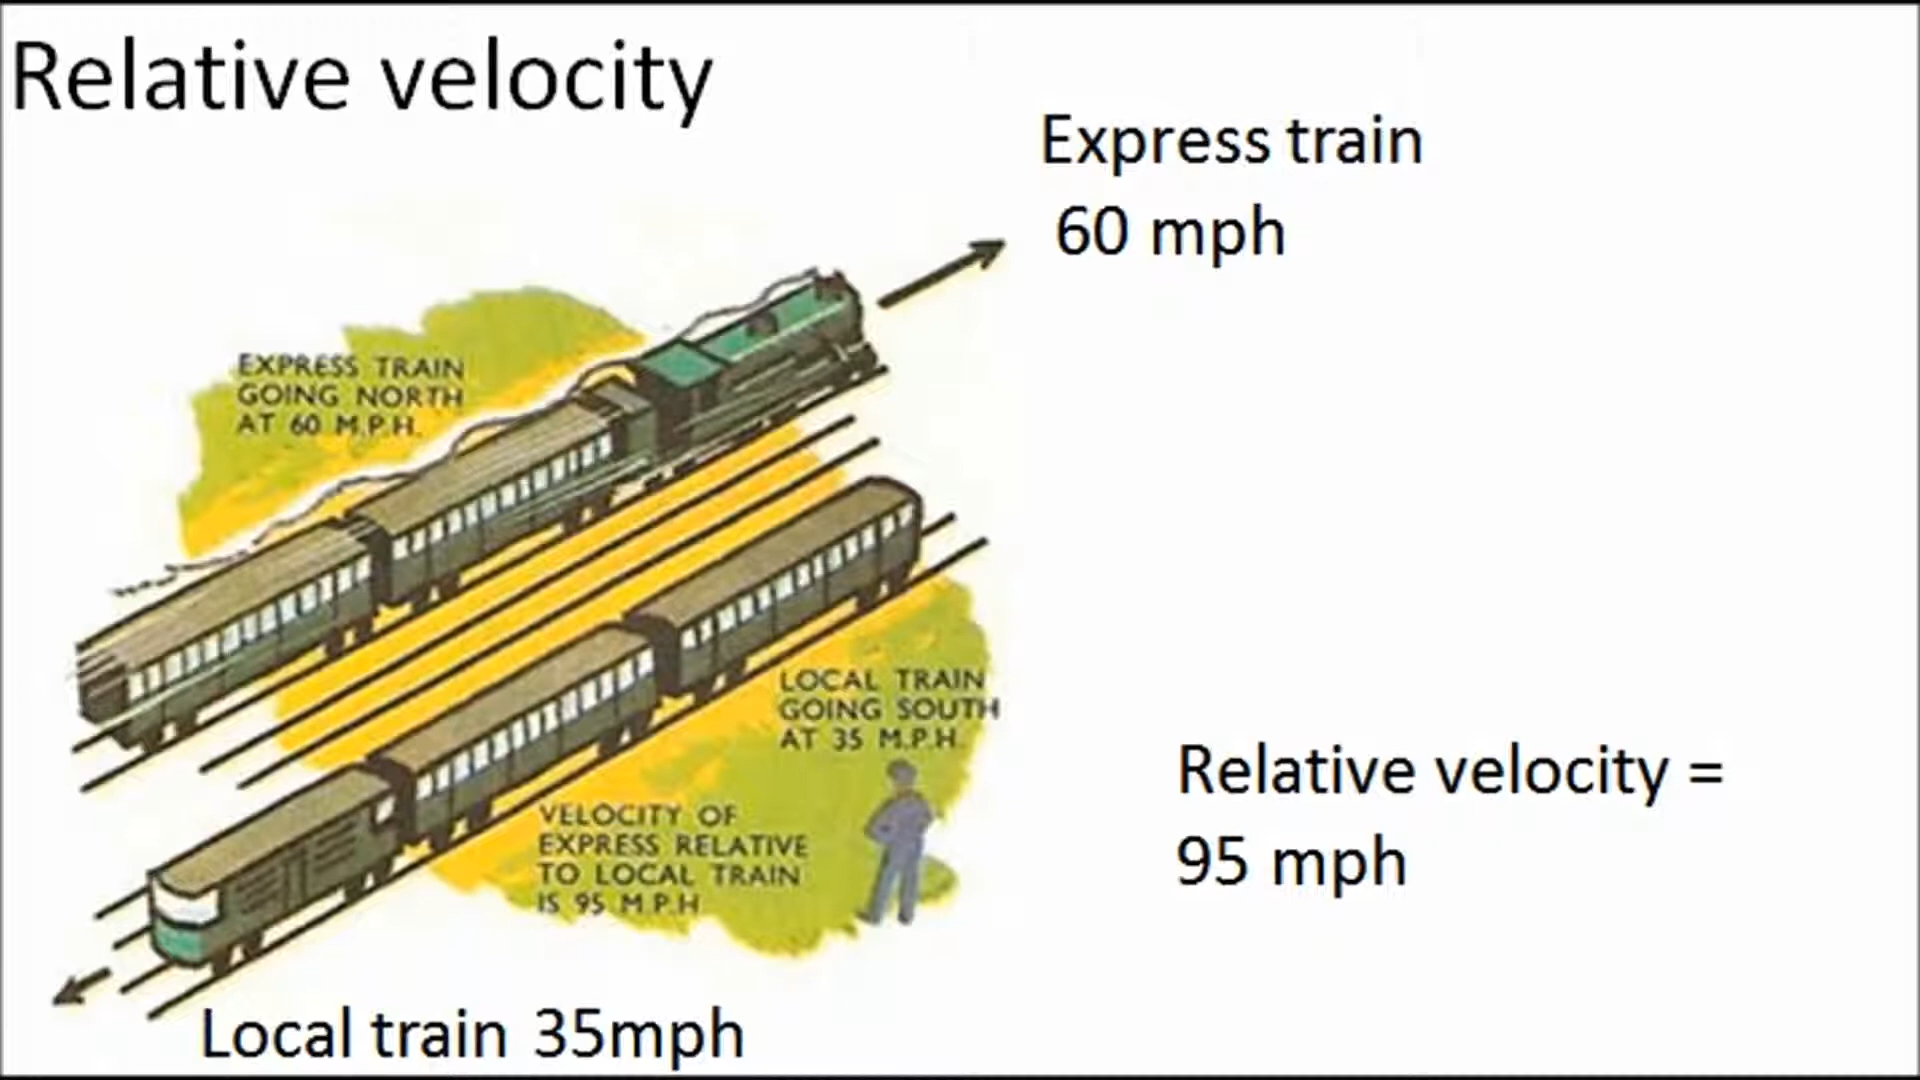 Relative velocity
Express train
60 mph
EXPRESS TRAIN
GOING NORTH
AT 60 M.P.H.
LOCAL TRAIN
GOING SOUTH
AT 35 M.P.H.
VELOCITY OF
EXPRESS RELATIVE
TO LOCAL TRAIN
IS 95 M.P.H
Relative velocity =
95 mph
Local train 35mph